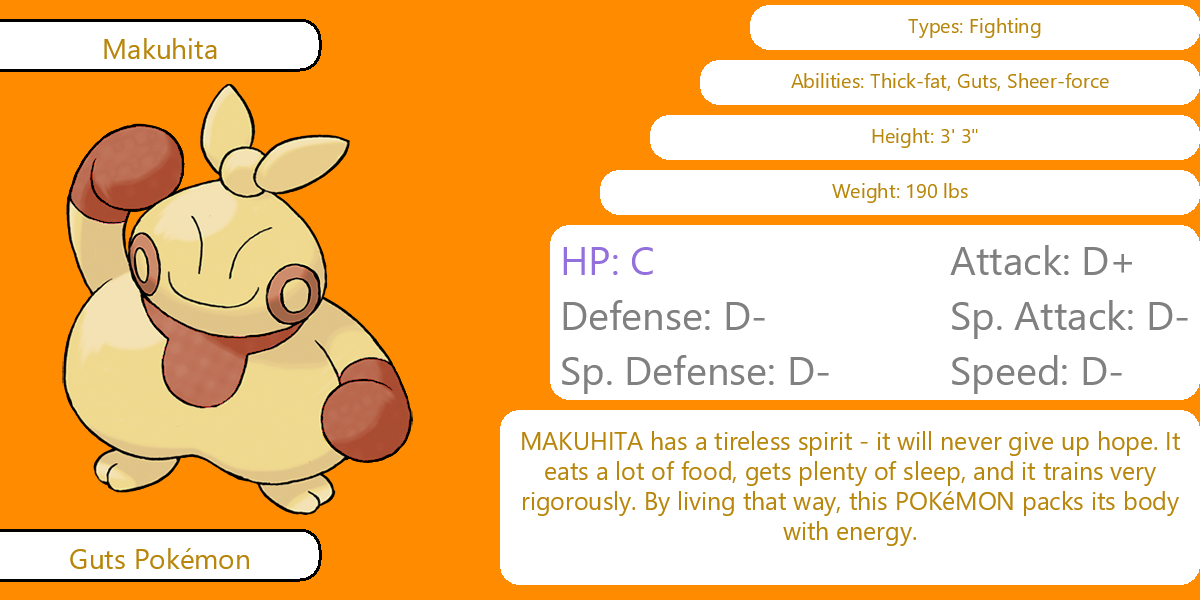 Makuhita
Types: Fighting
Abilities: Thick-fat, Guts, Sheer-force
Height: 3' 3"
Weight: 190 lbs
HP: C
Attack: D+
Defense: D-
Sp. Attack: D-
Sp. Defense: D-
Speed: D-
MAKUHITA has a tireless spirit - it will never give up hope. It
eats a lot of food, gets plenty of sleep, and it trains very
rigorously. By living that way, this POKéMON packs its body
with energy.
Guts Pokémon